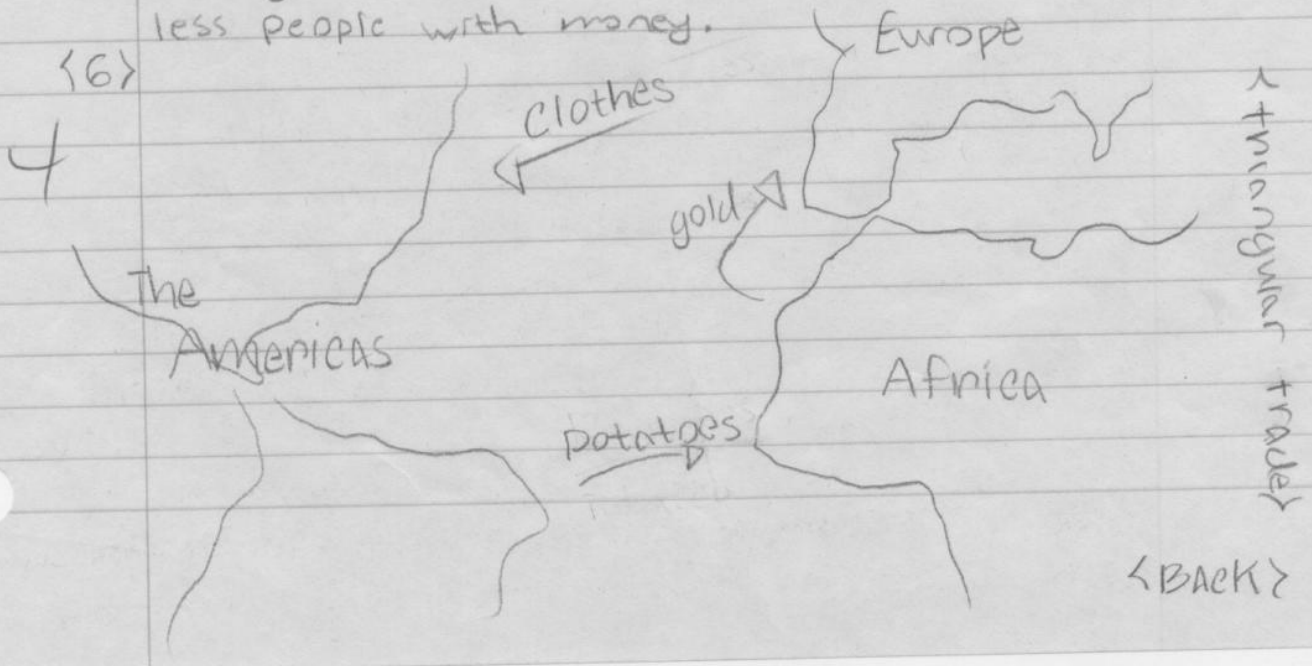 less people with money.
<6>
Europe
Clothes
4
gold
The
Americas
Africa
potatoes
<triangular trade>
<BACK>